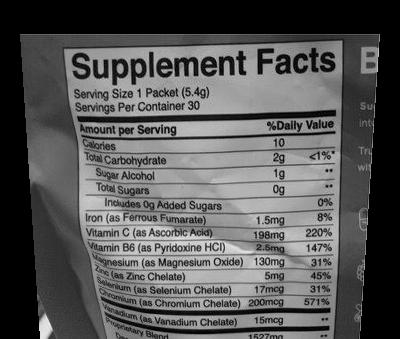 Supplement Facts
Serving Size 1 Packet (5.4g)
Servings Per Container 30
Amount per Serving %Daily Value
Calories 10
Total Carbohydrate 2g <1%*
Sugar Alcohol 1g **
Total Sugars 0g **
Includes 0g Added Sugars 0%
Iron (as Ferrous Fumarate) 1.5mg 8%
Vitamin C (as Ascorbic Acid) 198mg 220%
Vitamin B6 (as Pyridoxine HCl) 2.5mg 147%
Magnesium (as Magnesium Oxide) 130mg 31%
Zinc (as Zinc Chelate) 5mg 45%
Selenium (as Selenium Chelate) 17mcg 31%
Chromium (as Chromium Chelate) 200mcg 571%
Vanadium (as Vanadium Chelate) 15mcg **
Proprietary Blend 1527mg **